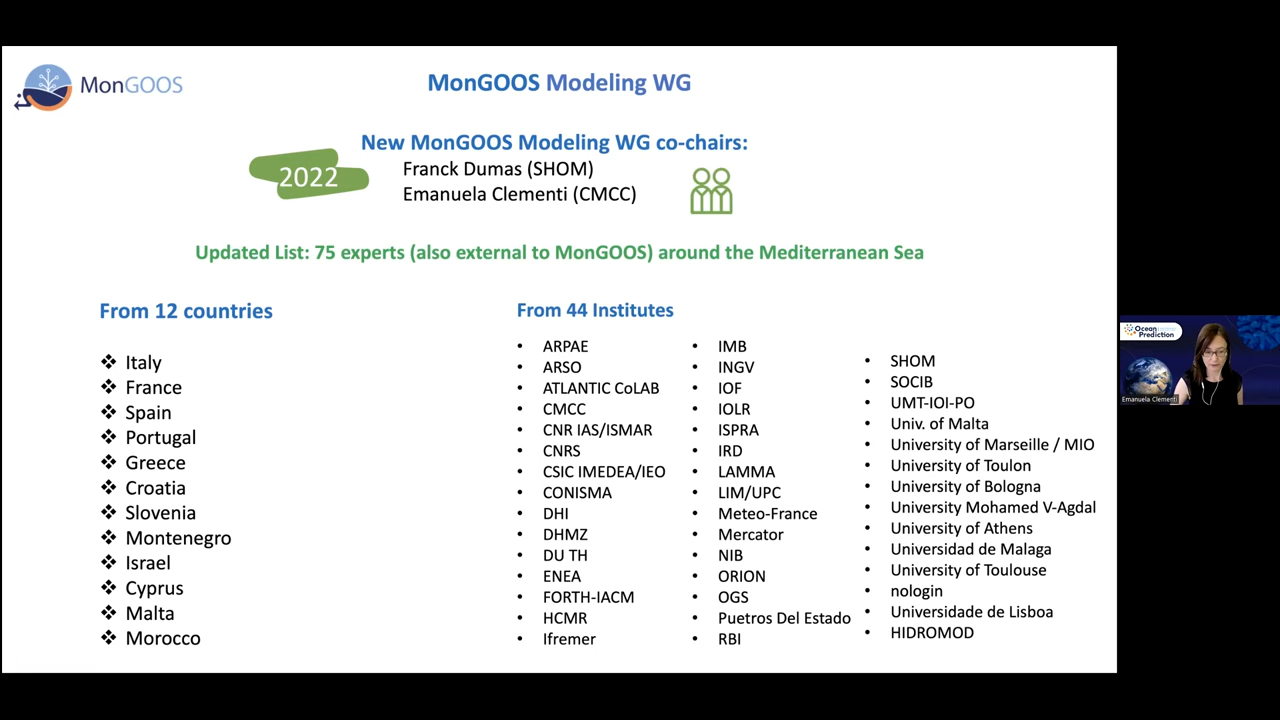 MonGOOS
MonGOOS Modeling WG
New MonGOOS Modeling WG co-chairs:
2022
Franck Dumas (SHOM)
Emanuela Clementi (CMCC)
Updated List: 75 experts (also external to MonGOOS) around the Mediterranean Sea
From 12 countries
Italy
France
Spain
Portugal
Greece
Croatia
Slovenia
Montenegro
Israel
Cyprus
Malta
Morocco
From 44 Institutes
ARPAE
ARSO
ATLANTIC CoLAB
CMCC
CNR IAS/ISMAR
CNRS
CSIC IMEDEA/IEO
CONISMA
DHI
DHMZ
DU TH
ENEA
FORTH-IACM
HCMR
Ifremer
IMB
INGV
IOF
IOLR
ISPRA
IRD
LAMMA
LIM/UPC
Meteo-France
Mercator
NIB
ORION
OGS
Puetros Del Estado
RBI
SHOM
SOCIB
UMT-IOI-PO
Univ. of Malta
University of Marseille / MIO
University of Toulon
University of Bologna
University Mohamed V-Agdal
University of Athens
Universidad de Malaga
University of Toulouse
nologin
Universidade de Lisboa
HIDROMOD
Ocean
Prediction
Emanuela Clementi